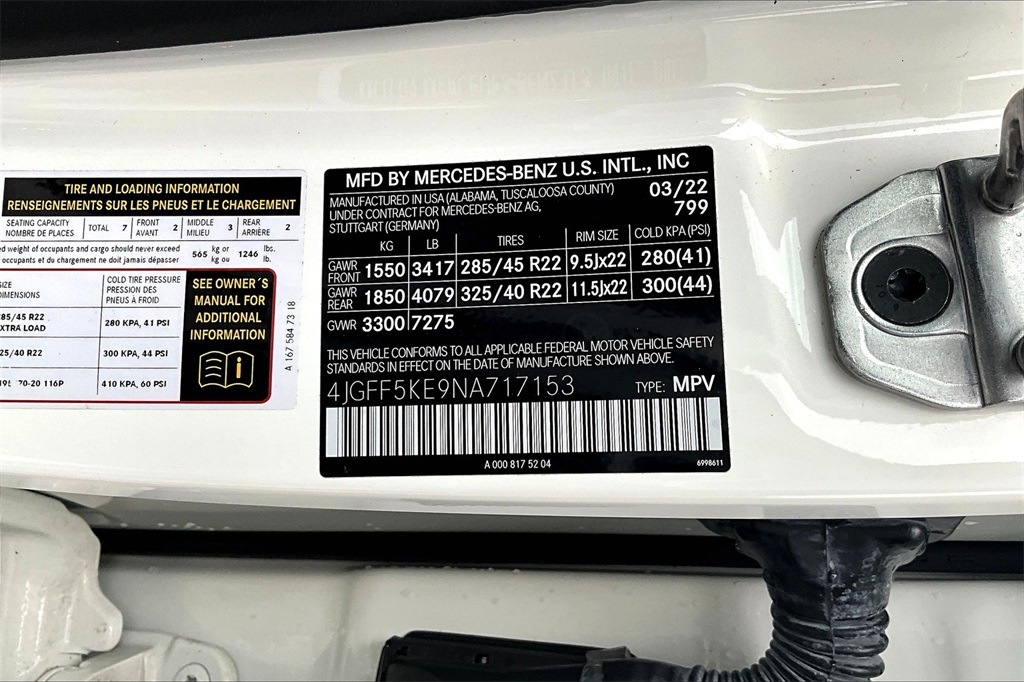 TIRE AND LOADING INFORMATION
RENSEIGNEMENTS SUR LES PNEUS ET LE CHARGEMENT
SEATING CAPACITY
NOMBRE DE PLACES
TOTAL 7
FRONT
AVANT 2
MIDDLE
MILIEU 3
REAR
ARRIÈRE 2
weight of occupants and cargo should never exceed
occupants et du chargement ne doit jamais dépasser
565 kg or
kg ou
1246 lbs.
lb.
COLD TIRE PRESSURE
PRESSION DES
PNEUS À FROID
R22
LOAD
280 KPA, 41 PSI
R22
300 KPA, 44 PSI
70-20 116P
410 KPA, 60 PSI
SEE OWNER´S
MANUAL FOR
ADDITIONAL
INFORMATION
A 167 584 73 18
MFD BY MERCEDES-BENZ U.S. INTL., INC
MANUFACTURED IN USA (ALABAMA, TUSCALOOSA COUNTY)
UNDER CONTRACT FOR MERCEDES-BENZ AG,
STUTTGART (GERMANY)
03/22
799
KG LB TIRES RIM SIZE COLD KPA (PSI)
GAWR
FRONT 1550 3417 285/45 R22 9.5Jx22 280(41)
GAWR
REAR 1850 4079 325/40 R22 11.5Jx22 300(44)
GVWR 3300 7275
THIS VEHICLE CONFORMS TO ALL APPLICABLE FEDERAL MOTOR VEHICLE SAFETY
STANDARDS IN EFFECT ON THE DATE OF MANUFACTURE SHOWN ABOVE.
4JGFF5KE9NA717153 TYPE: MPV
A 000 817 52 04
6998611